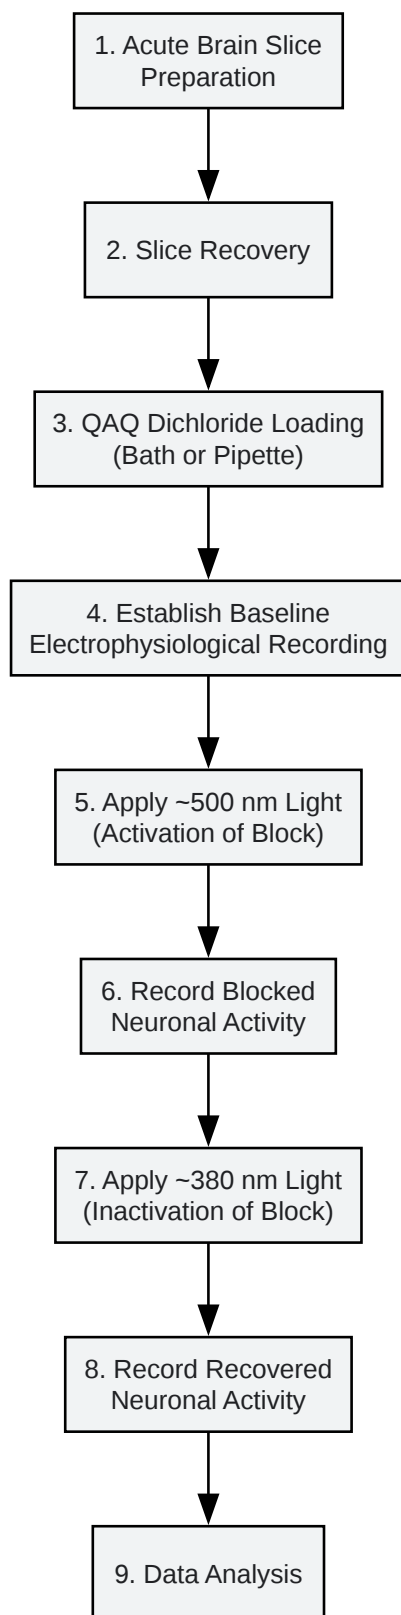 1. Acute Brain Slice
Preparation
2. Slice Recovery
3. QAQ Dichloride Loading
(Bath or Pipette)
4. Establish Baseline
Electrophysiological Recording
5. Apply ~500 nm Light
(Activation of Block)
6. Record Blocked
Neuronal Activity
7. Apply ~380 nm Light
(Inactivation of Block)
8. Record Recovered
Neuronal Activity
9. Data Analysis